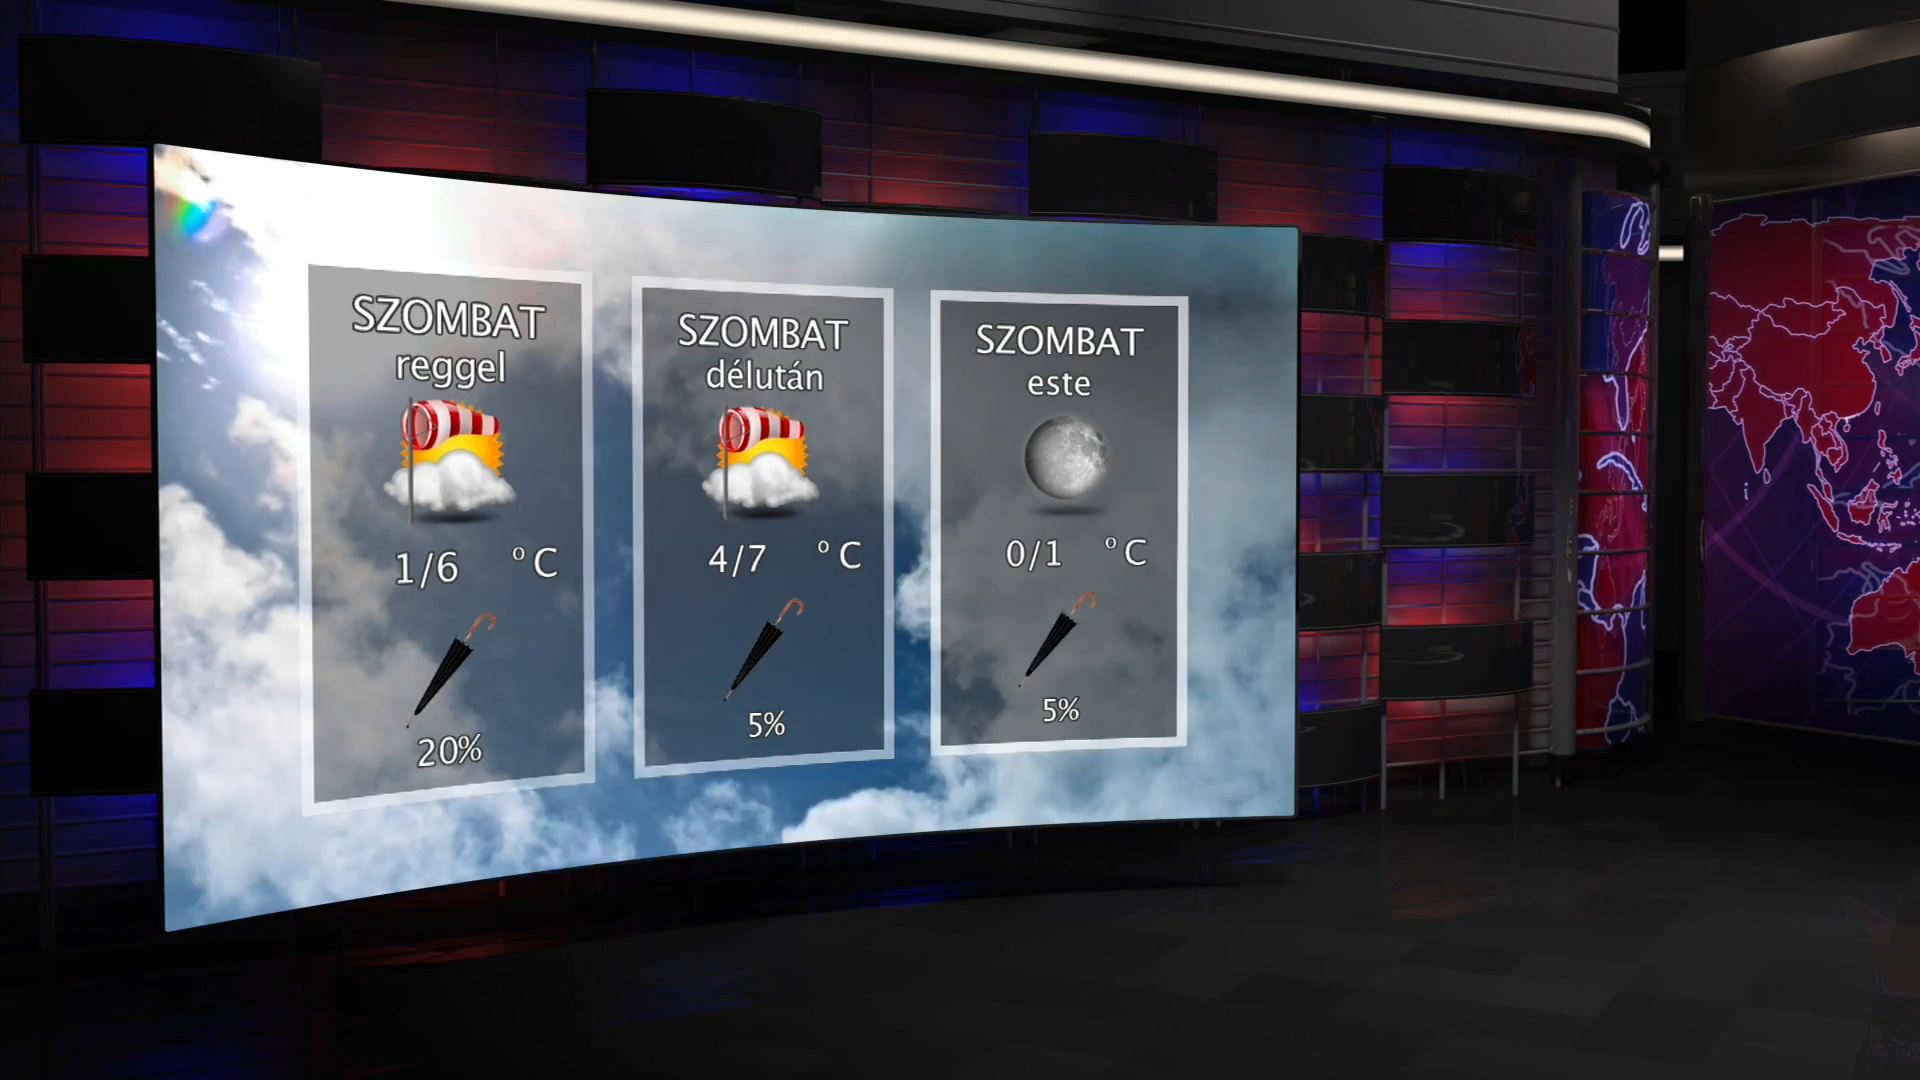 SZOMBAT
reggel
1/6 °C
20%
SZOMBAT
délután
4/7 °C
5%
SZOMBAT
este
0/1 °C
5%